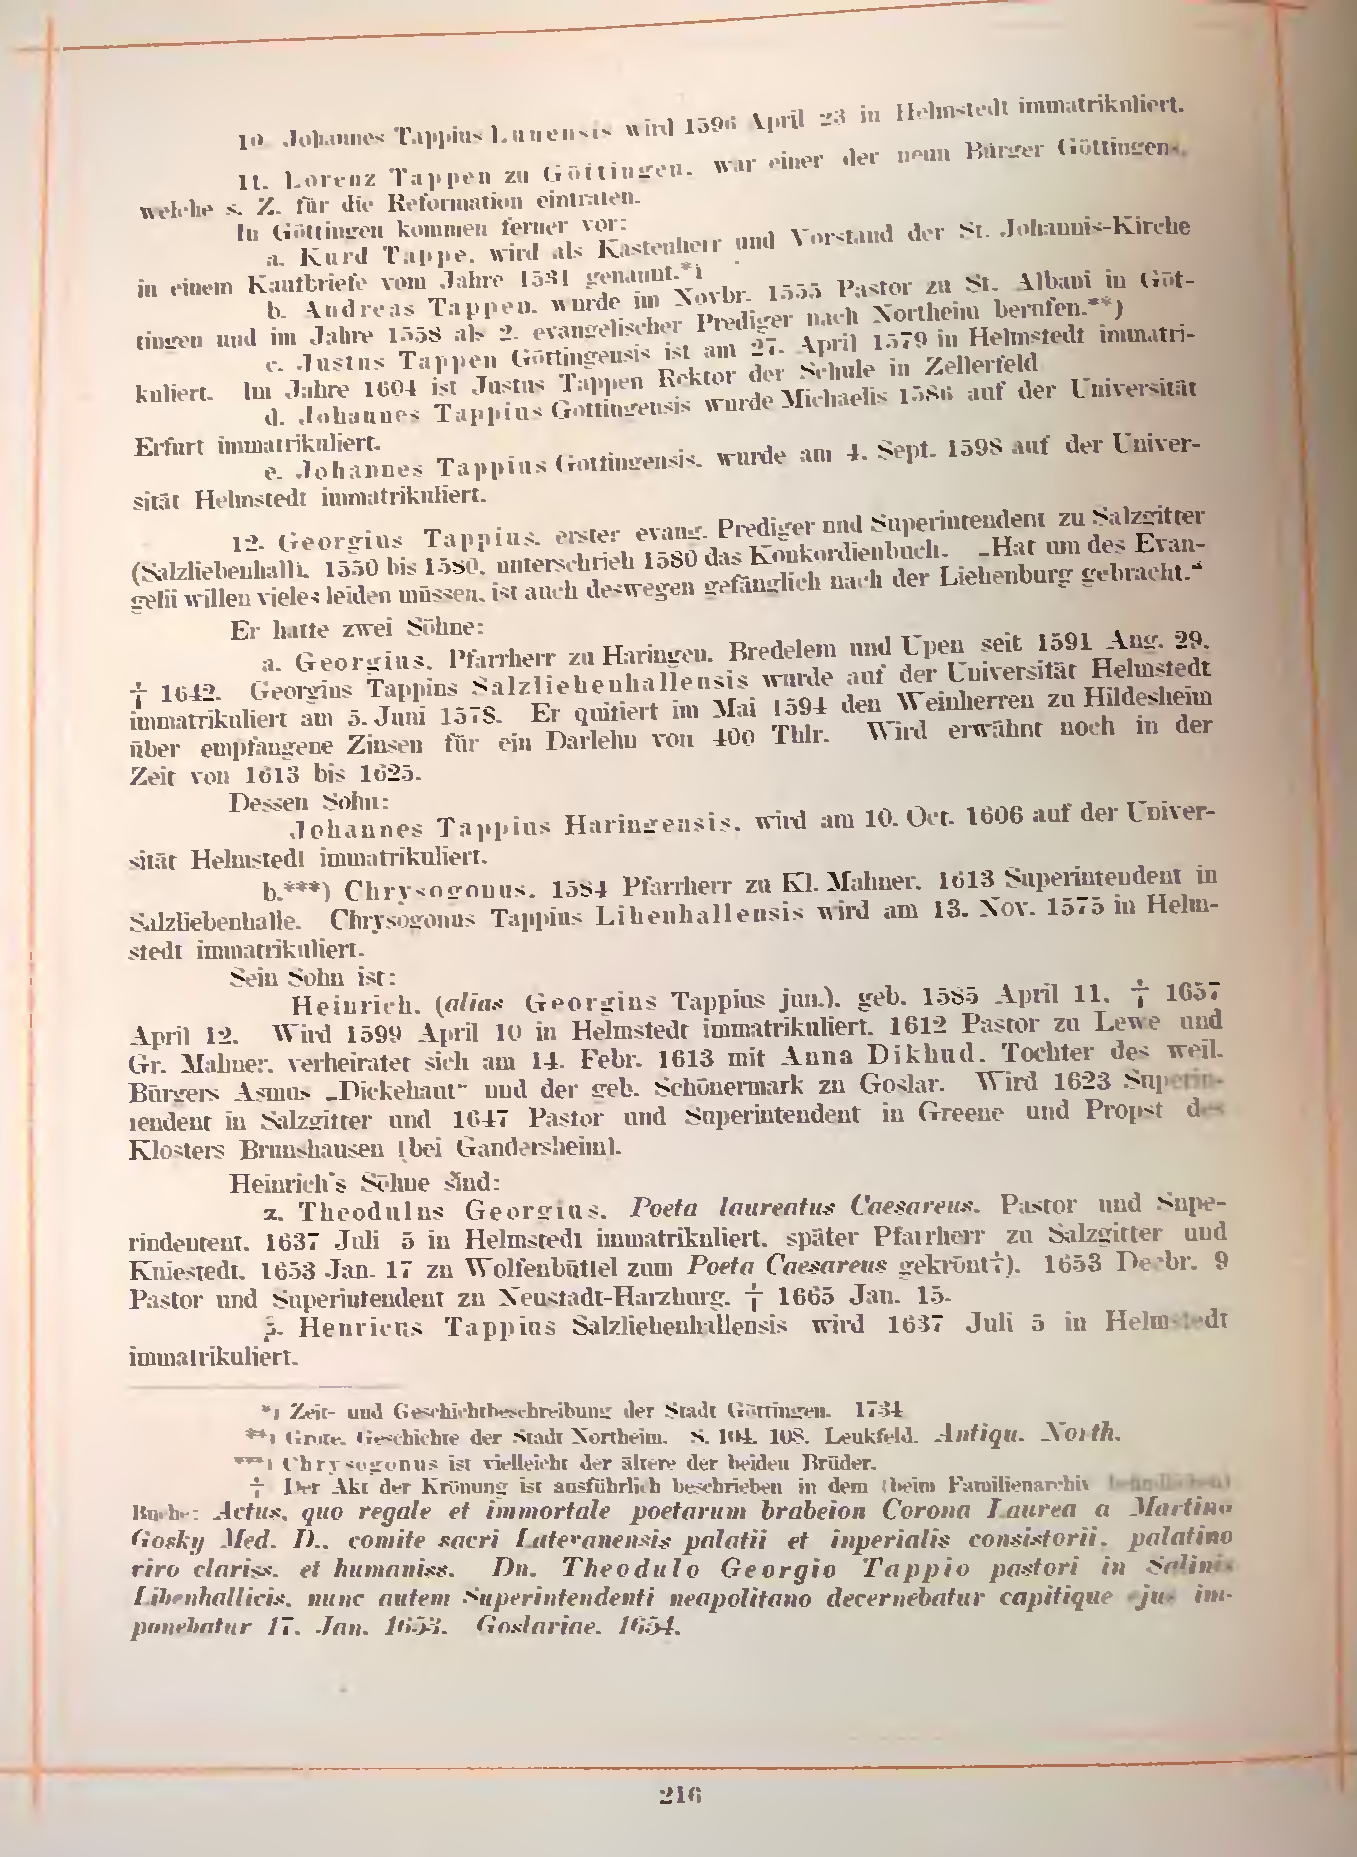 10. Johannes Tappius Lunensis wird 1596 April 23 in Helmstedt immatrikuliert.
11. Lorenz Tappen zu Göttingen, war einer der neun Bürger Göttingens,
welche s. Z. für die Reformation eintraten.
In Göttingen kommen ferner vor:
a. Kurd Tappe, wird als Kastenherr und Vorstand der St. Johannis-Kirche
in einem Kaufbriefe vom Jahre 1531 genannt.*)
b. Andreas Tappen, wurde im Novbr. 1555 Pastor zu St. Albani in Göt-
tingen und im Jahre 1558 als 2. evangelischer Prediger nach Northeim berufen.**)
c. Justus Tappen Göttingensis ist am 27. April 1579 in Helmstedt immatri-
kuliert. Im Jahre 1604 ist Justus Tappen Rektor der Schule in Zellerfeld
d. Johannes Tappius Gottingensis wurde Michaelis 1586 auf der Universität
Erfurt immatrikuliert.
e. Johannes Tappius Gottingensis, wurde am 4. Sept. 1598 auf der Univer-
sität Helmstedt immatrikuliert.
12. Georgius Tappius, erster evang. Prediger und Superintendent zu Salzgitter
(Salzliebenhall), 1550 bis 1580, unterschrieb 1580 das Konkordienbuch. „Hat um des Evan-
gelii willen vieles leiden müssen, ist auch deswegen gefänglich nach der Liebenburg gebracht.“
Er hatte zwei Söhne:
a. Georgius, Pfarrherr zu Haringen, Bredelem und Upen seit 1591 Aug. 29,
† 1642. Georgius Tappius Salzliebenhallensis wurde auf der Universität Helmstedt
immatrikuliert am 5. Juni 1578. Er quitiert im Mai 1594 den Weinherren zu Hildesheim
über empfangene Zinsen für ein Darlehn von 400 Thlr. Wird erwähnt noch in der
Zeit von 1613 bis 1625.
Dessen Sohn:
Johannes Tappius Haringensis, wird am 10. Oct. 1606 auf der Univer-
sität Helmstedt immatrikuliert.
b.***) Chrysogonus, 1584 Pfarrherr zu Kl. Mahner, 1613 Superintendent in
Salzliebenhalle. Chrysogonus Tappius Libenhallensis wird am 13. Nov. 1575 in Helm-
stedt immatrikuliert.
Sein Sohn ist:
Heinrich, (alias Georgius Tappius jun.), geb. 1585 April 11, † 1657
April 12. Wird 1599 April 10 in Helmstedt immatrikuliert, 1612 Pastor zu Lewe und
Gr. Mahner, verheiratet sich am 14. Febr. 1613 mit Anna Dikhud, Tochter des weil.
Bürgers Asmus „Dickehaut“ und der geb. Schönermark zu Goslar. Wird 1623 Superin-
tendent in Salzgitter und 1647 Pastor und Superintendent in Greene und Propst des
Klosters Brunshausen [bei Gandersheim].
Heinrich's Söhne sind:
α. Theodulus Georgius, Poeta laureatus Caesareus, Pastor und Supe-
rindentent, 1637 Juli 5 in Helmstedt immatrikuliert, später Pfarrherr zu Salzgitter und
Kniestedt, 1653 Jan. 17 zu Wolfenbüttel zum Poeta Caesareus gekrönt†). 1653 Decbr. 9
Pastor und Superintendent zu Neustadt-Harzburg, † 1665 Jan. 15.
β. Henricus Tappius Salzliebenhallensis wird 1637 Juli 5 in Helmstedt
immatrikuliert.
*) Zeit- und Geschichtbeschreibung der Stadt Göttingen. 1734
**) Grote, Geschichte der Stadt Northeim. S. 104. 108. Leukfeld, Antiqu. North.
***) Chrysogonus ist vielleicht der ältere der beiden Brüder.
† Der Akt der Krönung ist ausführlich beschrieben in dem (beim Familienarchiv befindlichen)
Buche: Actus, quo regale et immortale poetarum brabeion Corona Laurea a Martino
Gosky Med. D., comite sacri Lateranensis palatii et inperialis consistorii, palatino
viro clariss. et humaniss. Dn. Theodulo Georgio Tappio pastori in Salinis
Libenhallicis, nunc autem Superintendenti neapolitano decernebatur capitique ejus im-
ponebatur 17. Jan. 1653. Goslariae. 1654.
216